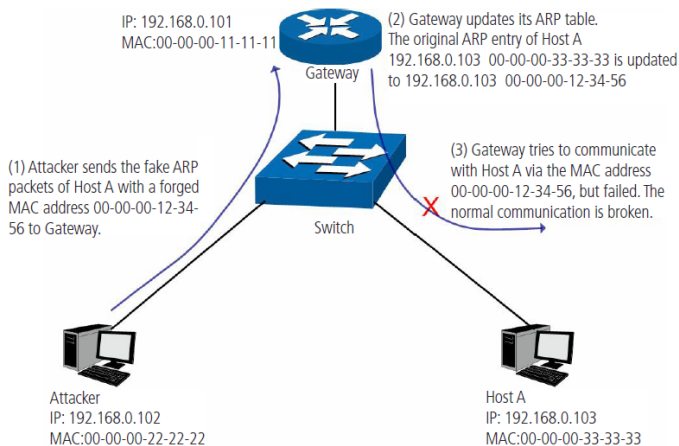 IP: 192.168.0.101
MAC:00-00-00-11-11-11
Gateway
(2) Gateway updates its ARP table.
The original ARP entry of Host A
192.168.0.103 00-00-00-33-33-33 is updated
to 192.168.0.103 00-00-00-12-34-56
(1) Attacker sends the fake ARP
packets of Host A with a forged
MAC address 00-00-00-12-34-
56 to Gateway.
(3) Gateway tries to communicate
with Host A via the MAC address
00-00-00-12-34-56, but failed. The
normal communication is broken.
Switch
Attacker
IP: 192.168.0.102
MAC:00-00-00-22-22-22
Host A
IP: 192.168.0.103
MAC:00-00-00-33-33-33